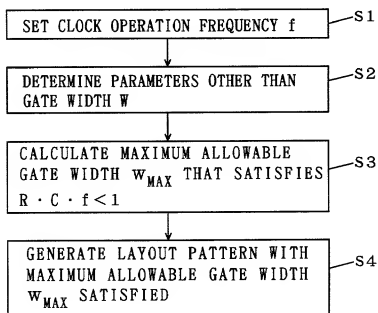 SET CLOCK OPERATION FREQUENCY f
S1
DETERMINE PARAMETERS OTHER THAN
GATE WIDTH W
S2
CALCULATE MAXIMUM ALLOWABLE
GATE WIDTH WMAX THAT SATISFIES
R · C · f<1
S3
GENERATE LAYOUT PATTERN WITH
MAXIMUM ALLOWABLE GATE WIDTH
WMAX SATISFIED
S4